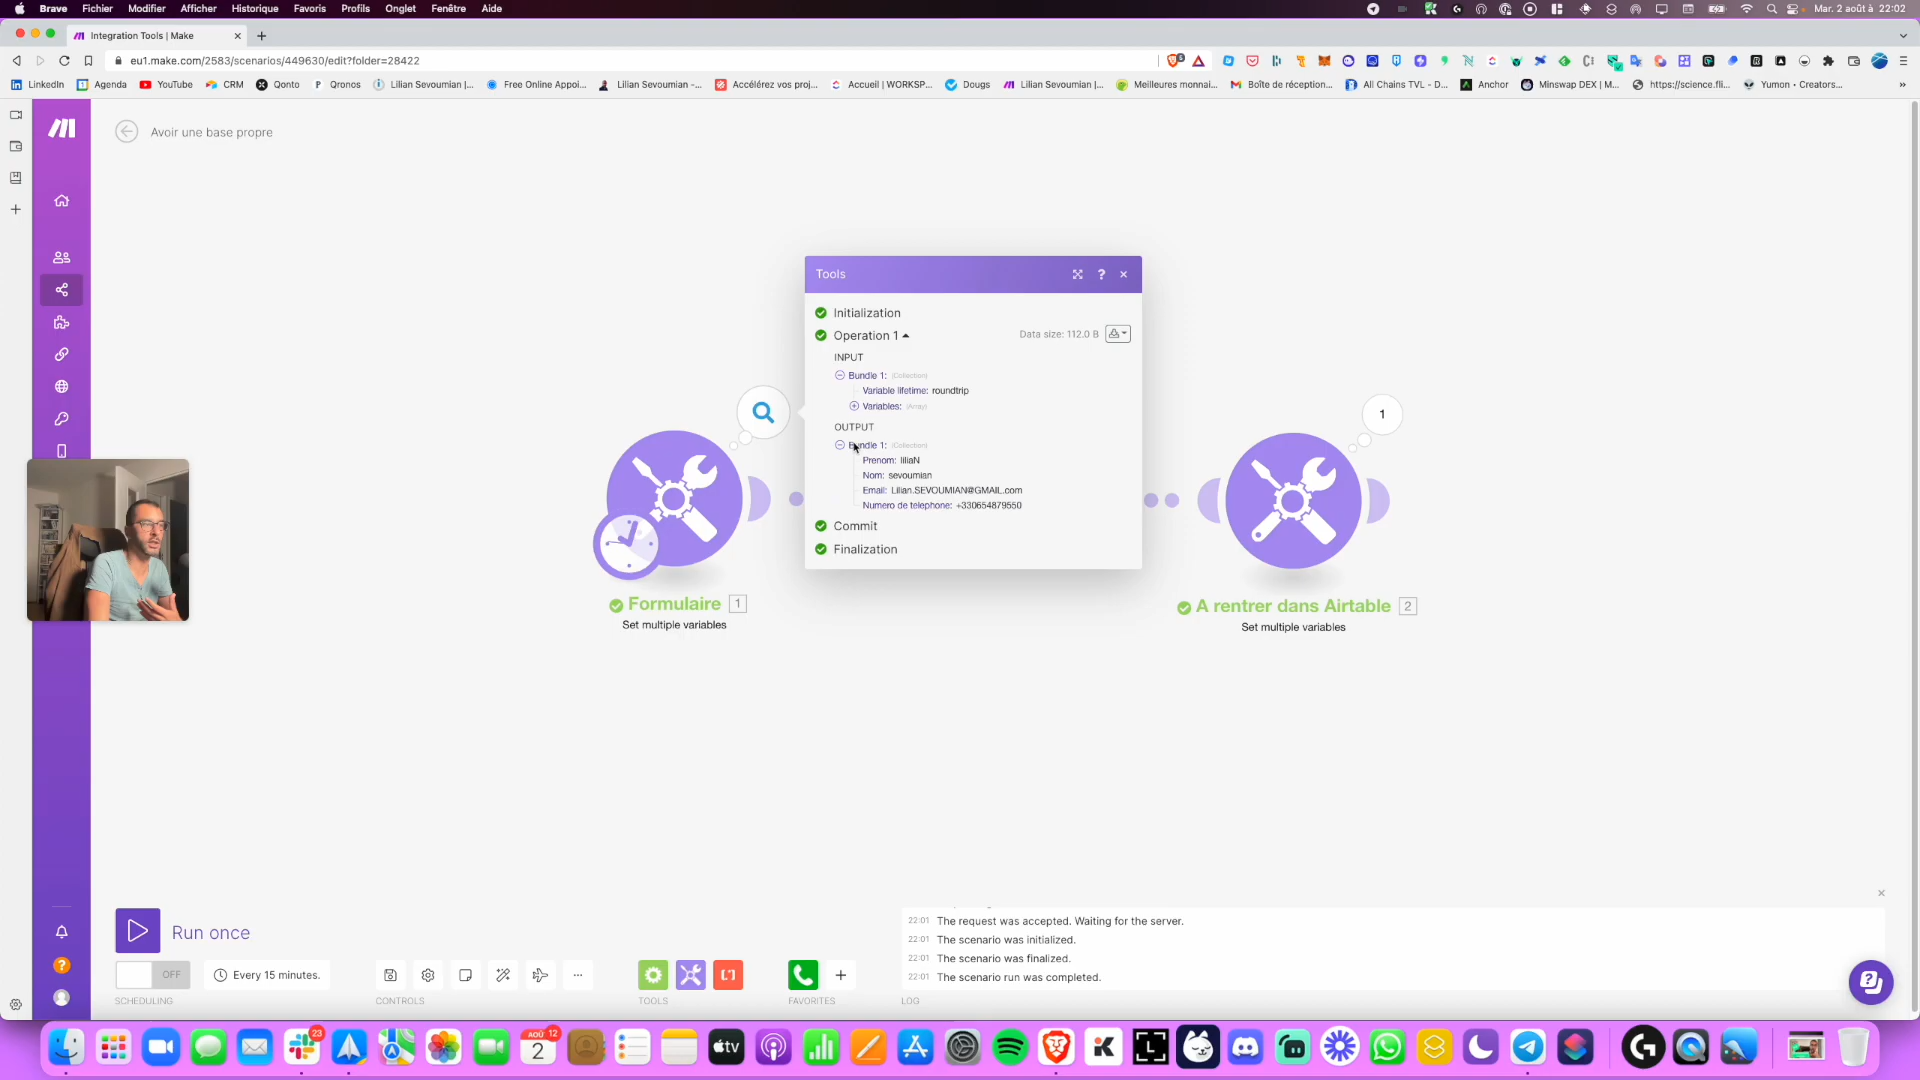 Brave Fichier Modifier Afficher Historique Favoris Profils Onglet Fenêtre Aide
Mar. 2 août à 22:02
Integration Tools | Make
eu1.make.com/2583/scenarios/449630/edit?folder=28422
LinkedIn Agenda YouTube CRM Qonto Qronos Lilian Sevoumian |... Free Online Appoi... Lilian Sevoumian -... Accélérez vos proj... Accueil | WORKSP... Dougs Lilian Sevoumian |... Meilleures monnai... Boîte de réception... All Chains TVL - D... Anchor Minswap DEX | M... https://science.fli... Yumon • Creators...
Avoir une base propre
Tools
Initialization
Operation 1
Data size: 112.0 B
INPUT
Bundle 1: (Collection)
Variable lifetime: roundtrip
Variables: (Array)
OUTPUT
Bundle 1: (Collection)
Prenom: liliaN
Nom: sevoumian
Email: Lilian.SEVOUMIAN@GMAIL.com
Numero de telephone: +330654879550
Commit
Finalization
1
Formulaire 1
Set multiple variables
A rentrer dans Airtable 2
Set multiple variables
Run once
OFF
Every 15 minutes.
SCHEDULING
CONTROLS
TOOLS
FAVORITES
LOG
22:01 The request was accepted. Waiting for the server.
22:01 The scenario was initialized.
22:01 The scenario was finalized.
22:01 The scenario run was completed.
23
AOÛ 12
2
tv